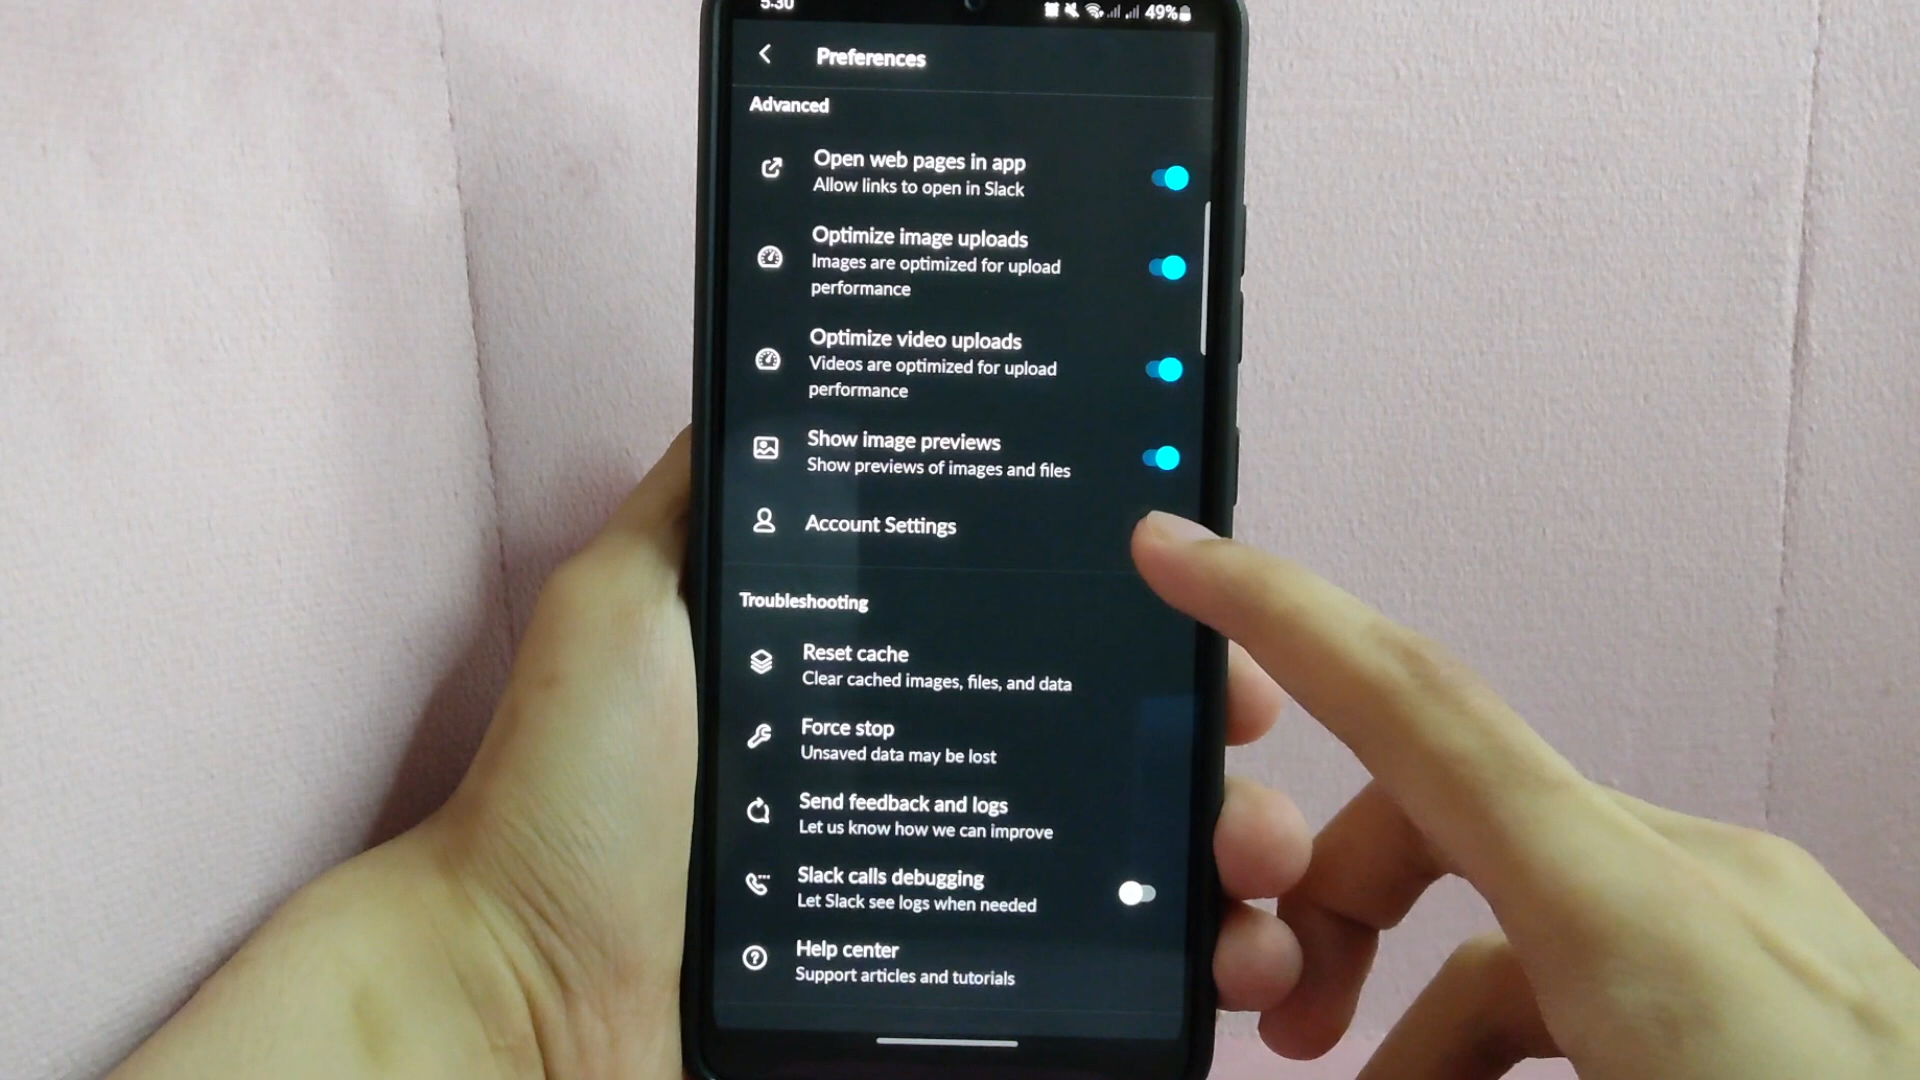 5:30
49%
Preferences
Advanced
Open web pages in app
Allow links to open in Slack
Optimize image uploads
Images are optimized for upload
performance
Optimize video uploads
Videos are optimized for upload
performance
Show image previews
Show previews of images and files
Account Settings
Troubleshooting
Reset cache
Clear cached images, files, and data
Force stop
Unsaved data may be lost
Send feedback and logs
Let us know how we can improve
Slack calls debugging
Let Slack see logs when needed
Help center
Support articles and tutorials